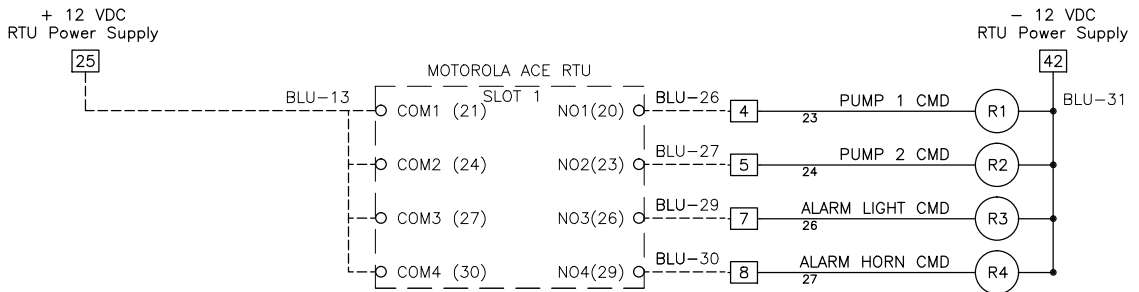 + 12 VDC
RTU Power Supply
25
− 12 VDC
RTU Power Supply
42
MOTOROLA ACE RTU
SLOT 1
BLU−13
COM1 (21)
NO1(20)
BLU−26
4
23
PUMP 1 CMD
R1
BLU−31
COM2 (24)
NO2(23)
BLU−27
5
24
PUMP 2 CMD
R2
COM3 (27)
NO3(26)
BLU−29
7
26
ALARM LIGHT CMD
R3
COM4 (30)
NO4(29)
BLU−30
8
27
ALARM HORN CMD
R4